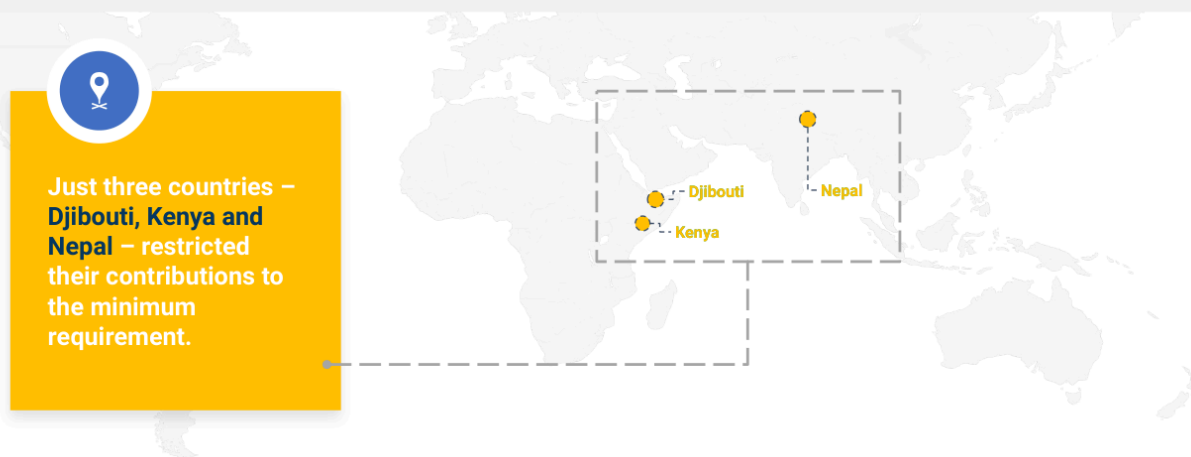 Just three countries –
Djibouti, Kenya and
Nepal – restricted
their contributions to
the minimum
requirement.
Djibouti
Nepal
Kenya